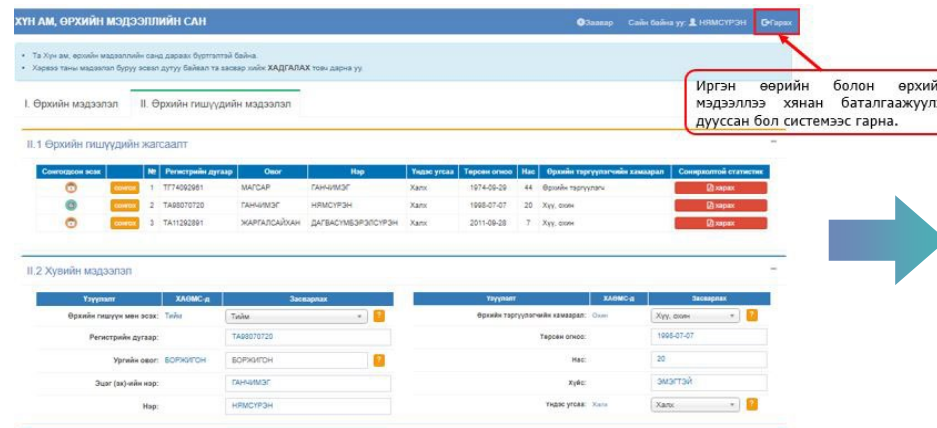 ХҮН АМ, ӨРХИЙН МЭДЭЭЛЛИЙН САН
Заавар Сайн байна уу: НЯМСҮРЭН Гарах
Та Хүн ам, өрхийн мэдээллийн санд дараах бүртгэлтэй байна.
Хэрвээ таны мэдээлэл буруу эсвэл дутуу байвал та засвар хийж ХАДГАЛАХ товч дарна уу.
Иргэн өөрийн болон өрхий
мэдээллээ хянан баталгаажуул
дууссан бол системээс гарна.
I. Өрхийн мэдээлэл II. Өрхийн гишүүдийн мэдээлэл
II.1 Өрхийн гишүүдийн жагсаалт
Сонгогдсон эсэх № Регистрийн дугаар Овог Нэр Үндэс угсаа Төрсөн огноо Нас Өрхийн тэргүүлэгчийн хамаарал Сонирхолтой статистик
сонгох 1 ТГ74092961 МАГСАР ГАНЧИМЭГ Халх 1974-09-29 44 Өрхийн тэргүүлэгч харах
сонгох 2 ТА98070720 ГАНЧИМЭГ НЯМСҮРЭН Халх 1998-07-07 20 Хүү, охин харах
сонгох 3 ТА11292891 ЖАРГАЛСАЙХАН ДАГВАСҮМБЭРЭЛСҮРЭН Халх 2011-09-28 7 Хүү, охин харах
II.2 Хувийн мэдээлэл
Үзүүлэлт ХАӨМС-д Засварлах
Үзүүлэлт ХАӨМС-д Засварлах
Өрхийн гишүүн мөн эсэх: Тийм Тийм ?
Өрхийн тэргүүлэгчийн хамаарал: Охин Хүү, охин ?
Регистрийн дугаар: ТА98070720
Төрсөн огноо: 1998-07-07
Ургийн овог: БОРЖИГОН БОРЖИГОН ?
Нас: 20
Эцэг (эх)-ийн нэр: ГАНЧИМЭГ
Хүйс: ЭМЭГТЭЙ
Нэр: НЯМСҮРЭН
Үндэс угсаа: Халх Халх ?